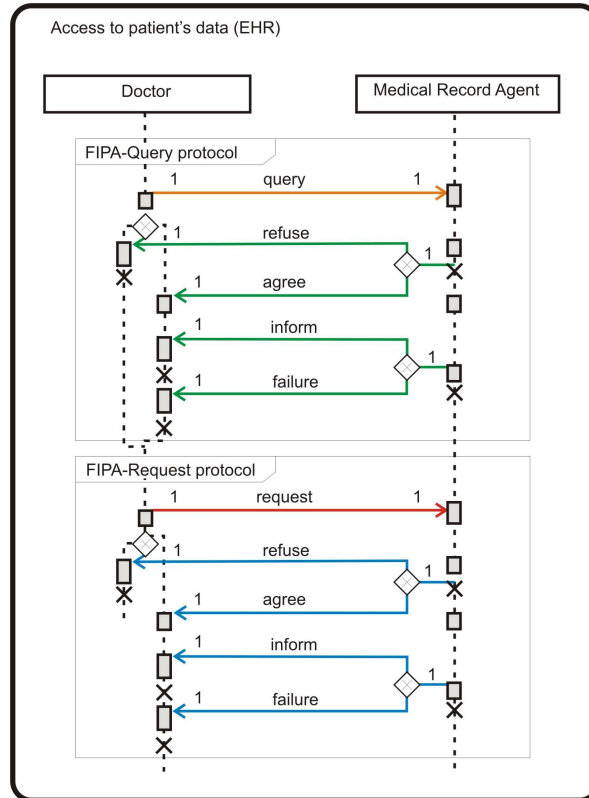 Access to patient's data (EHR)
Doctor
Medical Record Agent
FIPA-Query protocol
1 query 1
1 refuse
1
1 agree
1 inform
1
1 failure
FIPA-Request protocol
1 request 1
1 refuse
1
1 agree
1 inform
1
1 failure